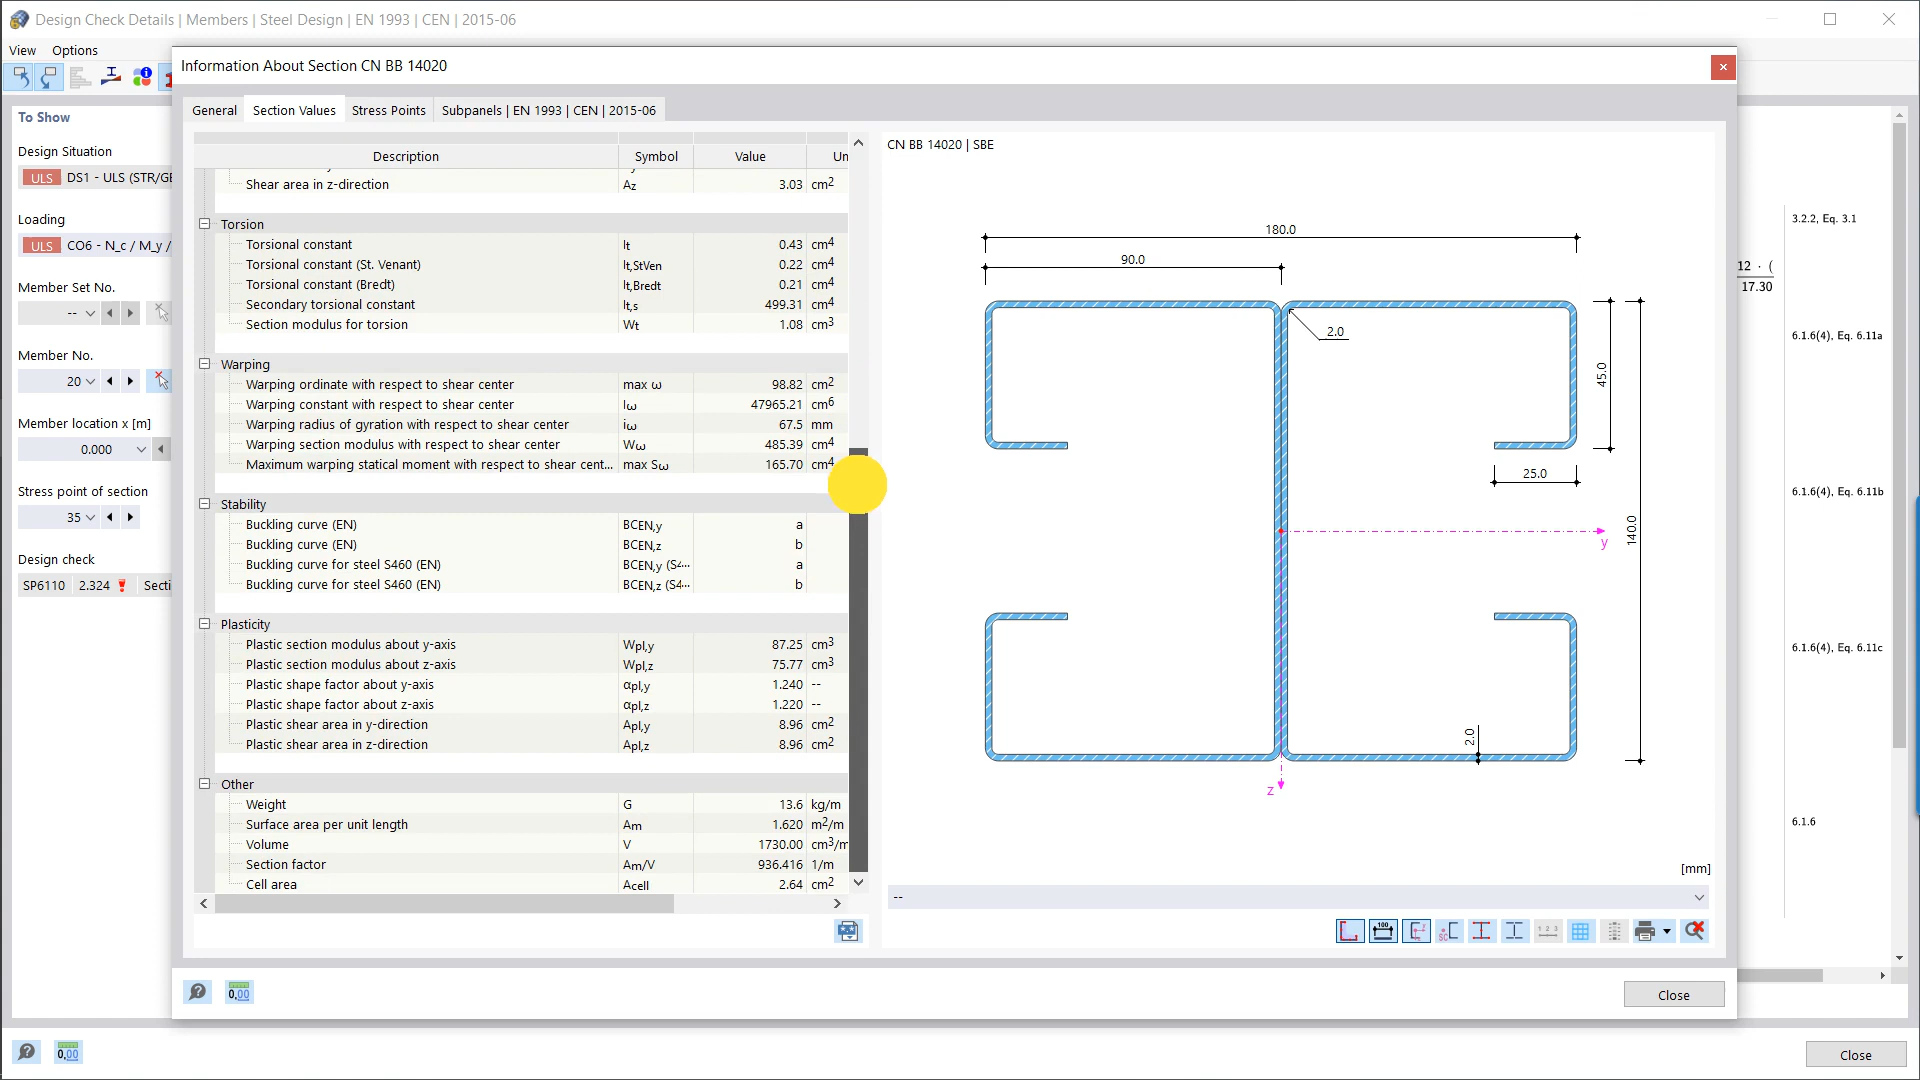 Design Check Details | Members | Steel Design | EN 1993 | CEN | 2015-06
View Options
Information About Section CN BB 14020
General Section Values Stress Points Subpanels | EN 1993 | CEN | 2015-06
To Show
Design Situation
ULS DS1 - ULS (STR/GE
Loading
ULS CO6 - N_c / M_y /
Member Set No.
--
Member No.
20
Member location x [m]
0.000
Stress point of section
35
Design check
SP6110 2.324 Secti
Description Symbol Value Un
Shear area in z-direction Az 3.03 cm2
Torsion
Torsional constant It 0.43 cm4
Torsional constant (St. Venant) It,StVen 0.22 cm4
Torsional constant (Bredt) It,Bredt 0.21 cm4
Secondary torsional constant It,s 499.31 cm4
Section modulus for torsion Wt 1.08 cm3
Warping
Warping ordinate with respect to shear center max ω 98.82 cm2
Warping constant with respect to shear center Iω 47965.21 cm6
Warping radius of gyration with respect to shear center iω 67.5 mm
Warping section modulus with respect to shear center Wω 485.39 cm4
Maximum warping statical moment with respect to shear cent... max Sω 165.70 cm4
Stability
Buckling curve (EN) BCEN,y a
Buckling curve (EN) BCEN,z b
Buckling curve for steel S460 (EN) BCEN,y (S4... a
Buckling curve for steel S460 (EN) BCEN,z (S4... b
Plasticity
Plastic section modulus about y-axis Wpl,y 87.25 cm3
Plastic section modulus about z-axis Wpl,z 75.77 cm3
Plastic shape factor about y-axis αpl,y 1.240 --
Plastic shape factor about z-axis αpl,z 1.220 --
Plastic shear area in y-direction Apl,y 8.96 cm2
Plastic shear area in z-direction Apl,z 8.96 cm2
Other
Weight G 13.6 kg/m
Surface area per unit length Am 1.620 m2/m
Volume V 1730.00 cm3/m
Section factor Am/V 936.416 1/m
Cell area Acell 2.64 cm2
CN BB 14020 | SBE
180.0
90.0
2.0
45.0
25.0
140.0
y
2.0
z
[mm]
--
3.2.2, Eq. 3.1
12 · (
17.30
6.1.6(4), Eq. 6.11a
6.1.6(4), Eq. 6.11b
6.1.6(4), Eq. 6.11c
6.1.6
100
SC
1 2 3
0,00
Close
0,00
Close